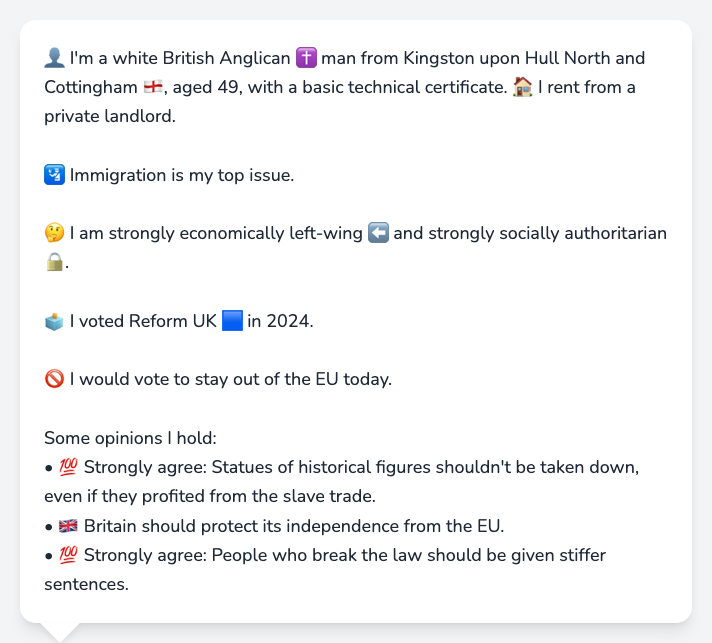 👤 I'm a white British Anglican ✝️ man from Kingston upon Hull North and
Cottingham 🏴󠁧󠁢󠁥󠁮󠁧󠁿, aged 49, with a basic technical certificate. 🏠 I rent from a
private landlord.
🛂 Immigration is my top issue.
🤔 I am strongly economically left-wing ⬅️ and strongly socially authoritarian
🔒.
🗳️ I voted Reform UK 🟦 in 2024.
🚫 I would vote to stay out of the EU today.
Some opinions I hold:
• 💯 Strongly agree: Statues of historical figures shouldn't be taken down,
even if they profited from the slave trade.
• 🇬🇧 Britain should protect its independence from the EU.
• 💯 Strongly agree: People who break the law should be given stiffer
sentences.